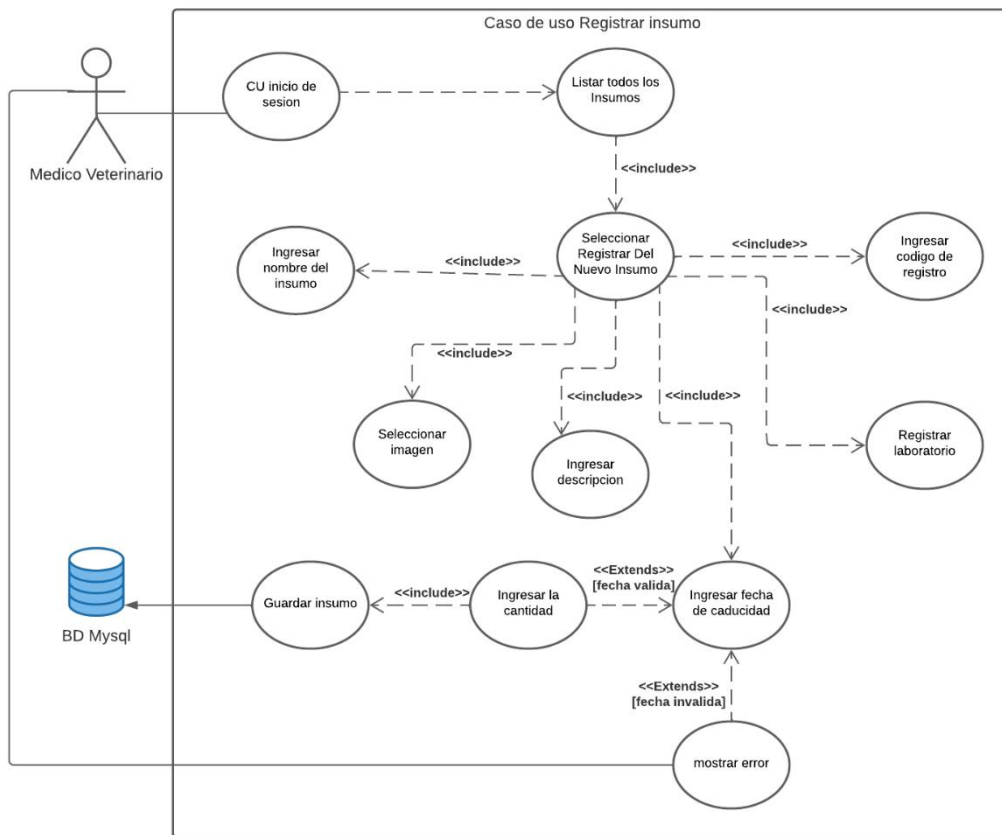 Caso de uso Registrar insumo
CU inicio de
sesion
Listar todos los
Insumos
Medico Veterinario
<<include>>
Ingresar
nombre del
insumo
<<include>>
Seleccionar
Registrar Del
Nuevo Insumo
<<include>>
Ingresar
codigo de
registro
<<include>>
<<include>>
<<include>>
<<include>>
Seleccionar
imagen
Ingresar
descripcion
Registrar
laboratorio
BD Mysql
Guardar insumo
<<include>>
Ingresar la
cantidad
<<Extends>>
[fecha valida]
Ingresar fecha
de caducidad
<<Extends>>
[fecha invalida]
mostrar error